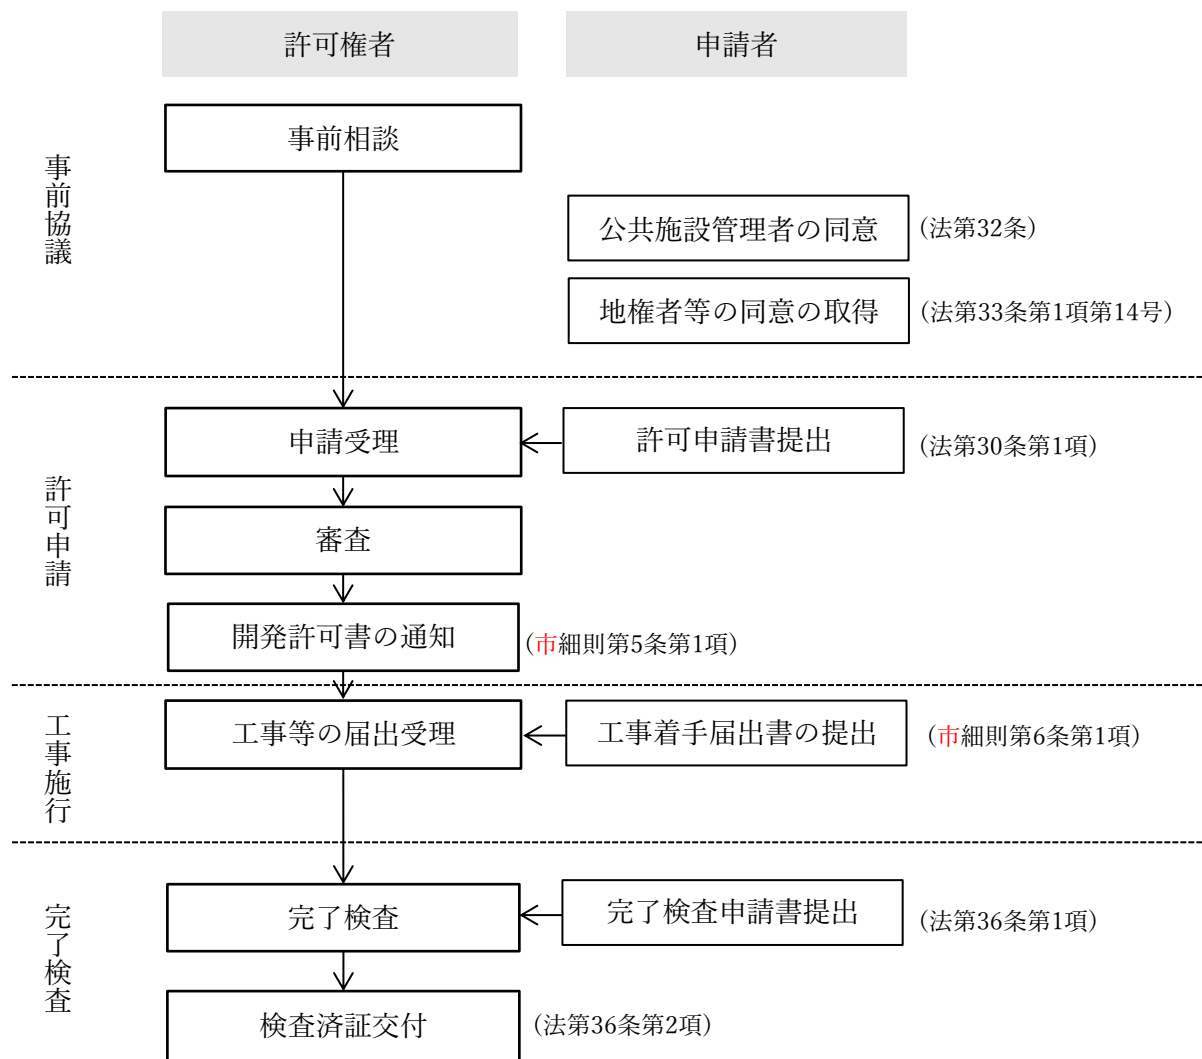 許可権者
申請者
事前協議
事前相談
公共施設管理者の同意
(法第32条)
地権者等の同意の取得
(法第33条第1項第14号)
許可申請
申請受理
許可申請書提出
(法第30条第1項)
審査
開発許可書の通知
(市細則第5条第1項)
工事施行
工事等の届出受理
工事着手届出書の提出
(市細則第6条第1項)
完了検査
完了検査
完了検査申請書提出
(法第36条第1項)
検査済証交付
(法第36条第2項)